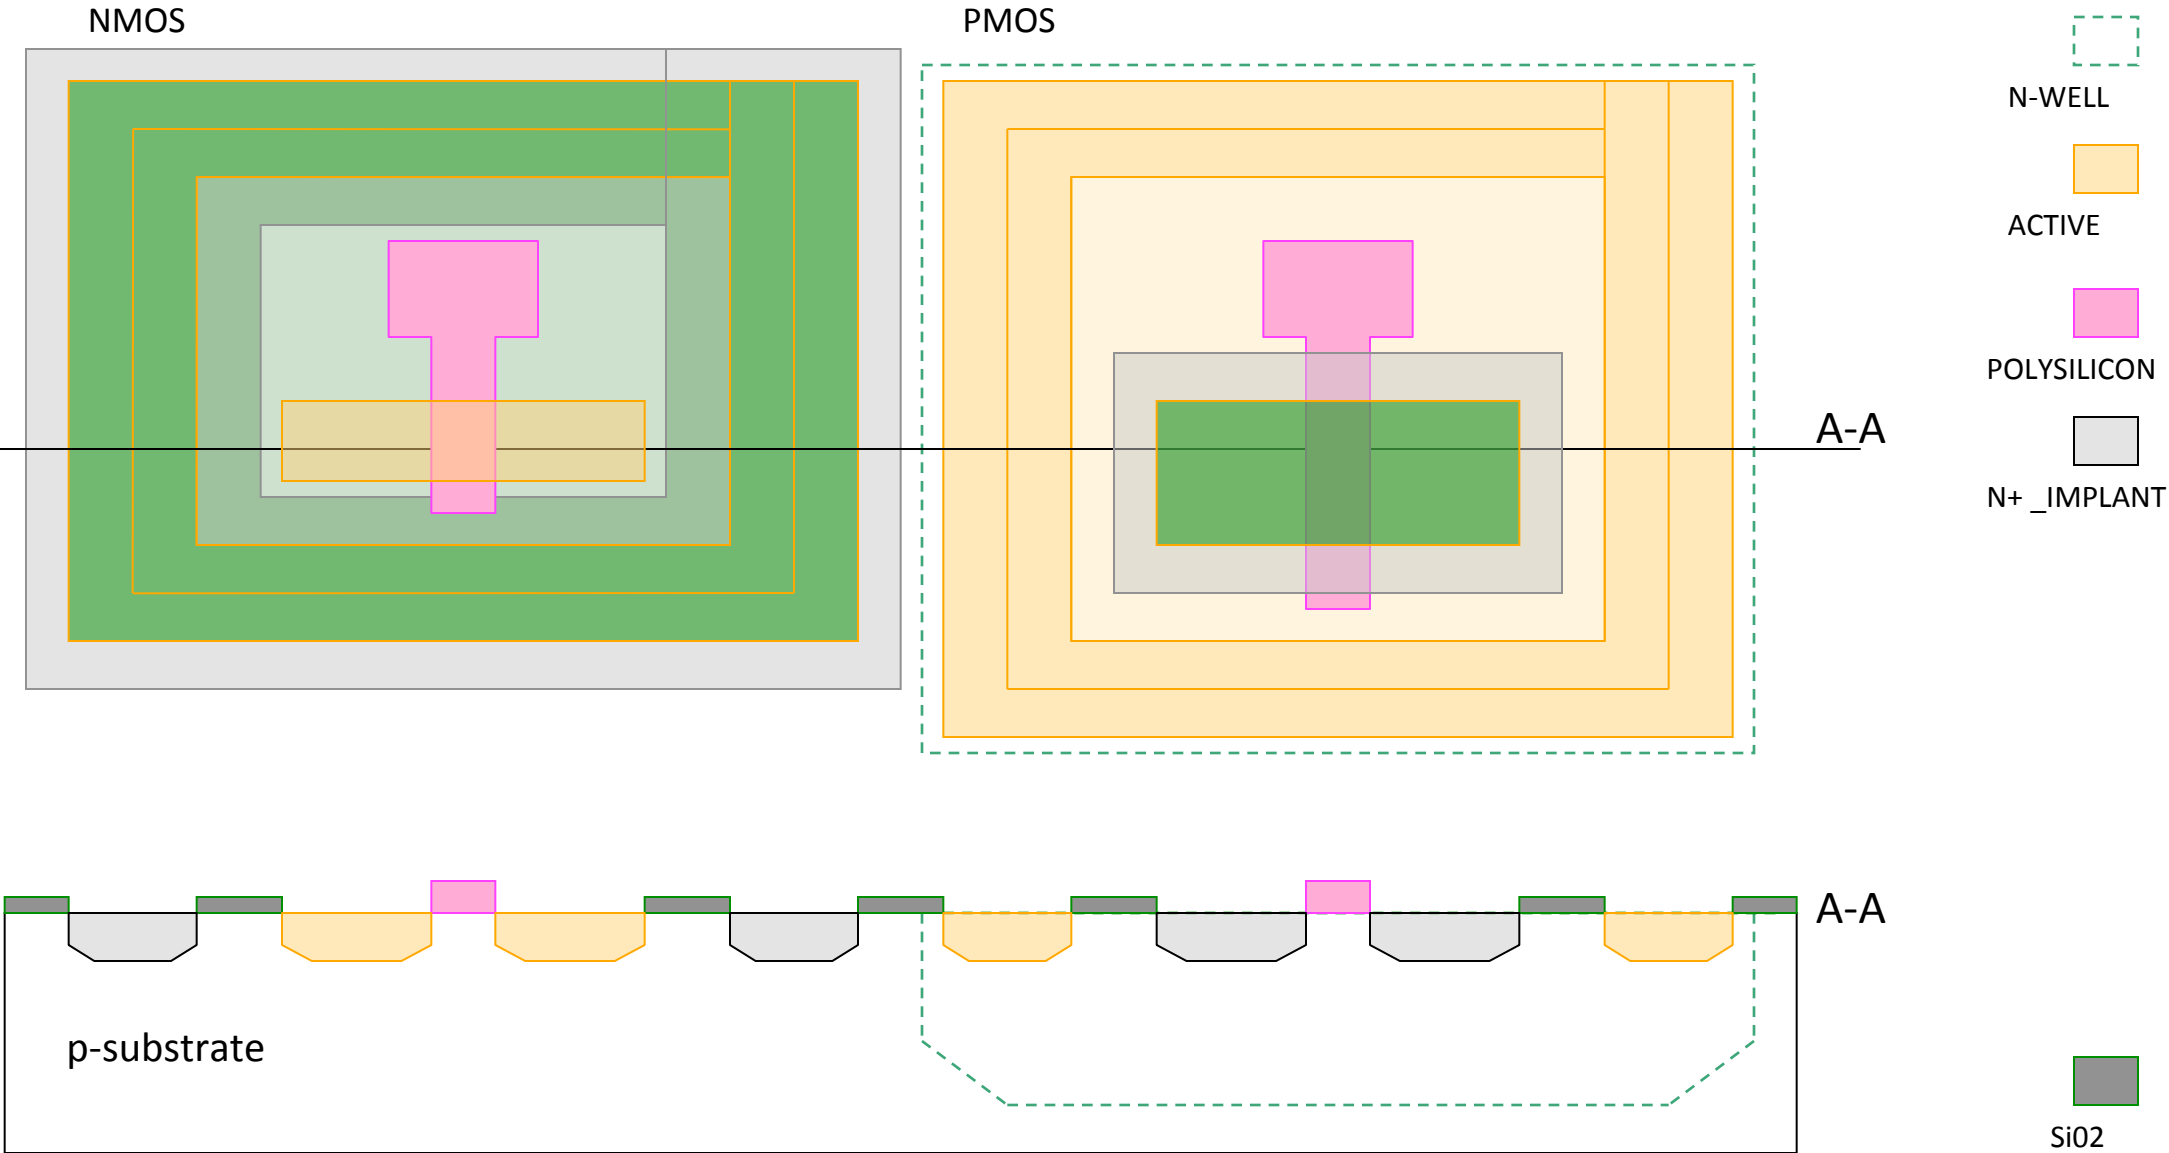 NMOS
PMOS
N-WELL
ACTIVE
POLYSILICON
A-A
N+ _IMPLANT
A-A
p-substrate
Si02